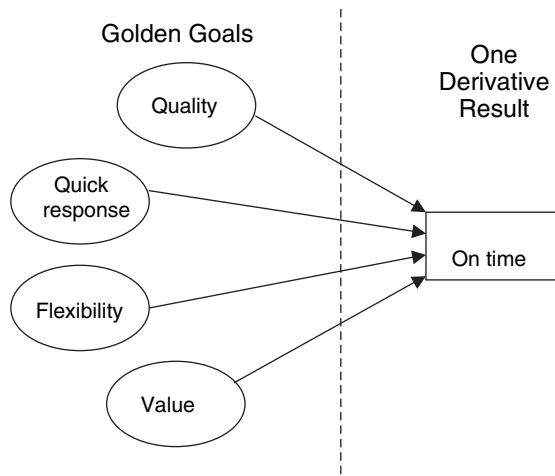 Golden Goals
One
Derivative
Result
Quality
Quick
response
Flexibility
Value
On time